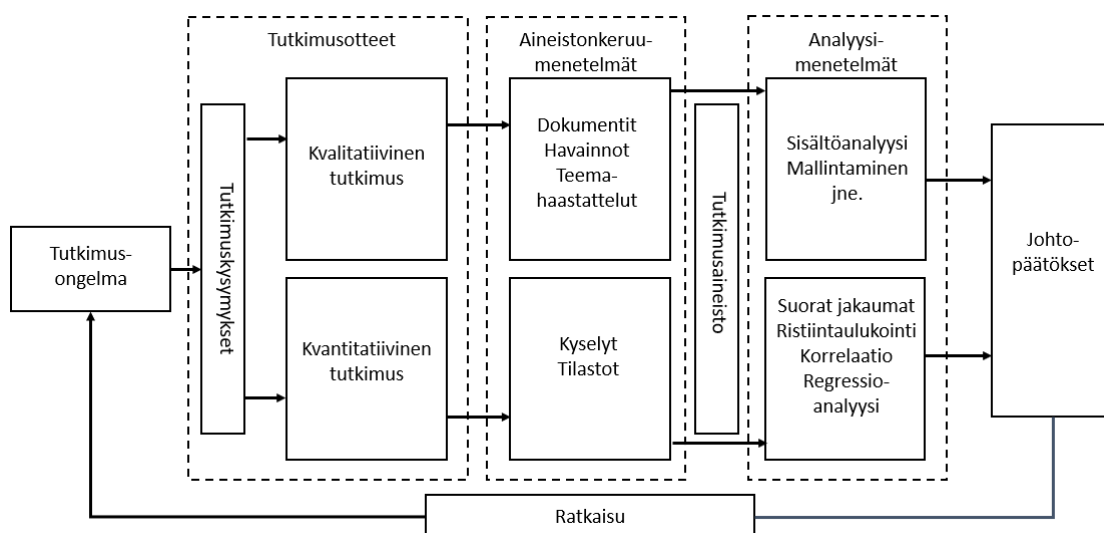 Tutkimusotteet
Aineistonkeruu-
menetelmät
Analyysi-
menetelmät
Tutkimus-
ongelma
Tutkimuskysymykset
Kvalitatiivinen
tutkimus
Kvantitatiivinen
tutkimus
Dokumentit
Havainnot
Teema-
haastattelut
Kyselyt
Tilastot
Tutkimusaineisto
Sisältöanalyysi
Mallintaminen
jne.
Suorat jakaumat
Ristiintaulukointi
Korrelaatio
Regressio-
analyysi
Johto-
päätökset
Ratkaisu